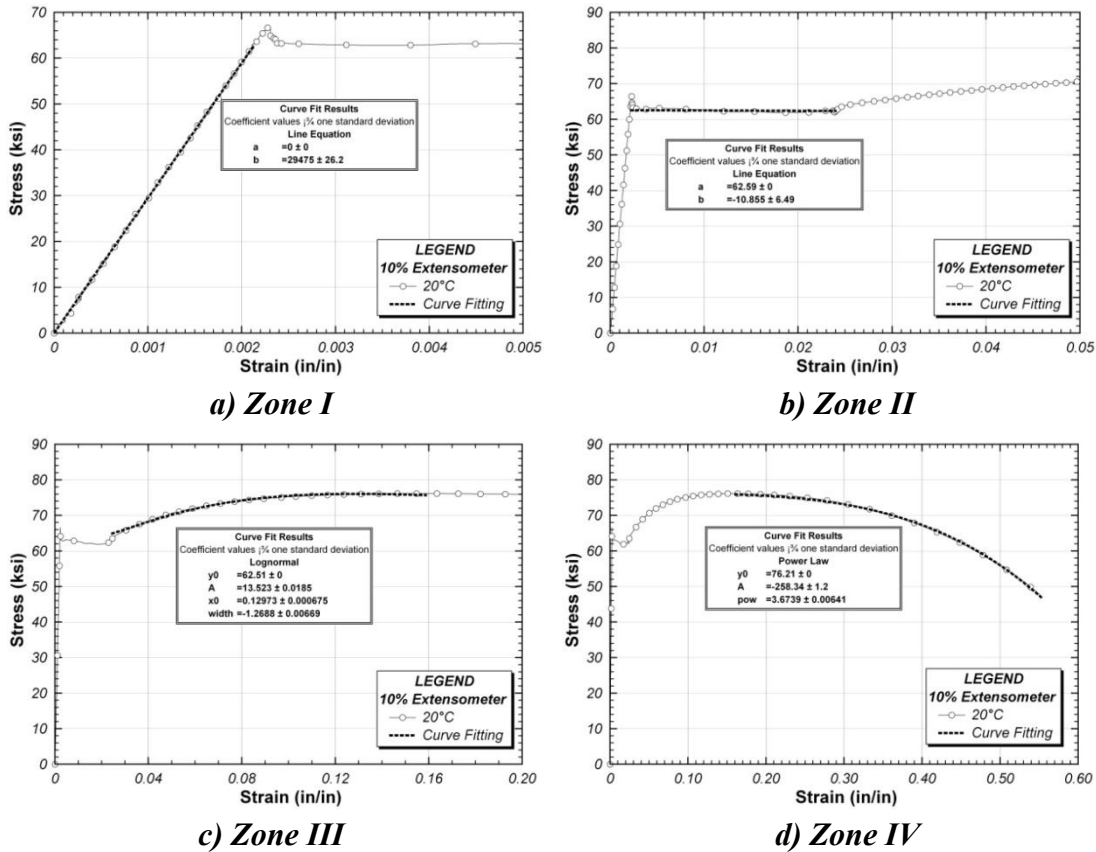 70
60
50
40
30
20
10
0
Stress (ksi)
0
0.001
0.002
0.003
0.004
0.005
Strain (in/in)
Curve Fit Results
Coefficient values ¡¾ one standard deviation
Line Equation
a =0 ± 0
b =29475 ± 26.2
LEGEND
10% Extensometer
20°C
Curve Fitting
a) Zone I
90
80
70
60
50
40
30
20
10
0
Stress (ksi)
0
0.01
0.02
0.03
0.04
0.05
Strain (in/in)
Curve Fit Results
Coefficient values ¡¾ one standard deviation
Line Equation
a =62.59 ± 0
b =-10.855 ± 6.49
LEGEND
10% Extensometer
20°C
Curve Fitting
b) Zone II
90
80
70
60
50
40
30
20
10
0
Stress (ksi)
0
0.04
0.08
0.12
0.16
0.20
Strain (in/in)
Curve Fit Results
Coefficient values ¡¾ one standard deviation
Lognormal
y0 =62.51 ± 0
A =13.523 ± 0.0185
x0 =0.12973 ± 0.000675
width =-1.2688 ± 0.00669
LEGEND
10% Extensometer
20°C
Curve Fitting
c) Zone III
90
80
70
60
50
40
30
20
10
0
Stress (ksi)
0
0.10
0.20
0.30
0.40
0.50
0.60
Strain (in/in)
Curve Fit Results
Coefficient values ¡¾ one standard deviation
Power Law
y0 =76.21 ± 0
A =-258.34 ± 1.2
pow =3.6739 ± 0.00641
LEGEND
10% Extensometer
20°C
Curve Fitting
d) Zone IV